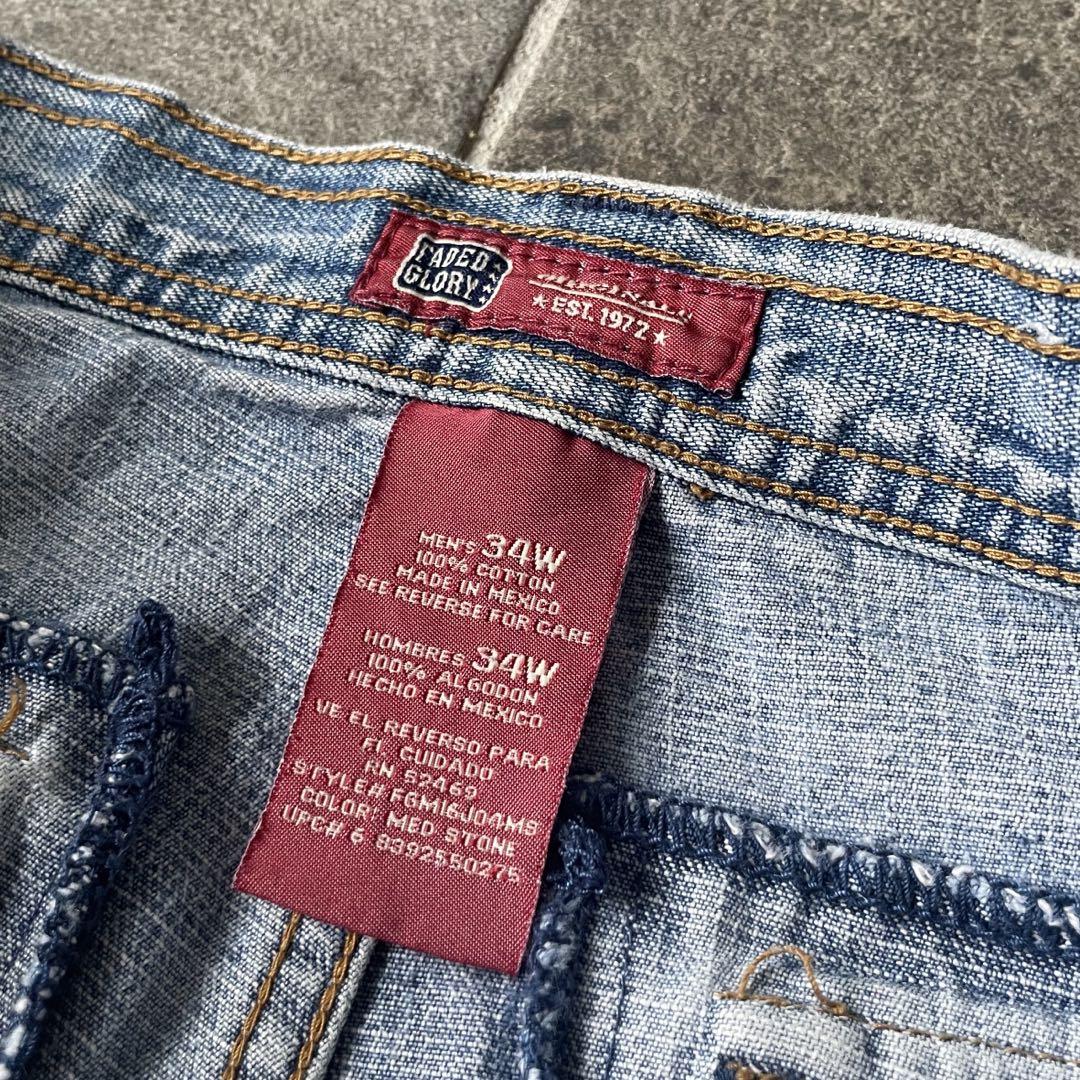 FADED
GLORY
ORIGINAL
★ EST. 1972 ★
MEN'S 34W
100% COTTON
MADE IN MEXICO
SEE REVERSE FOR CARE
HOMBRES 34W
100% ALGODON
HECHO EN MEXICO
VE EL REVERSO PARA
EL CUIDADO
RN 52469
STYLE# FGM16J04MS
COLOR' MED STONE
UPC# 6 8392550275